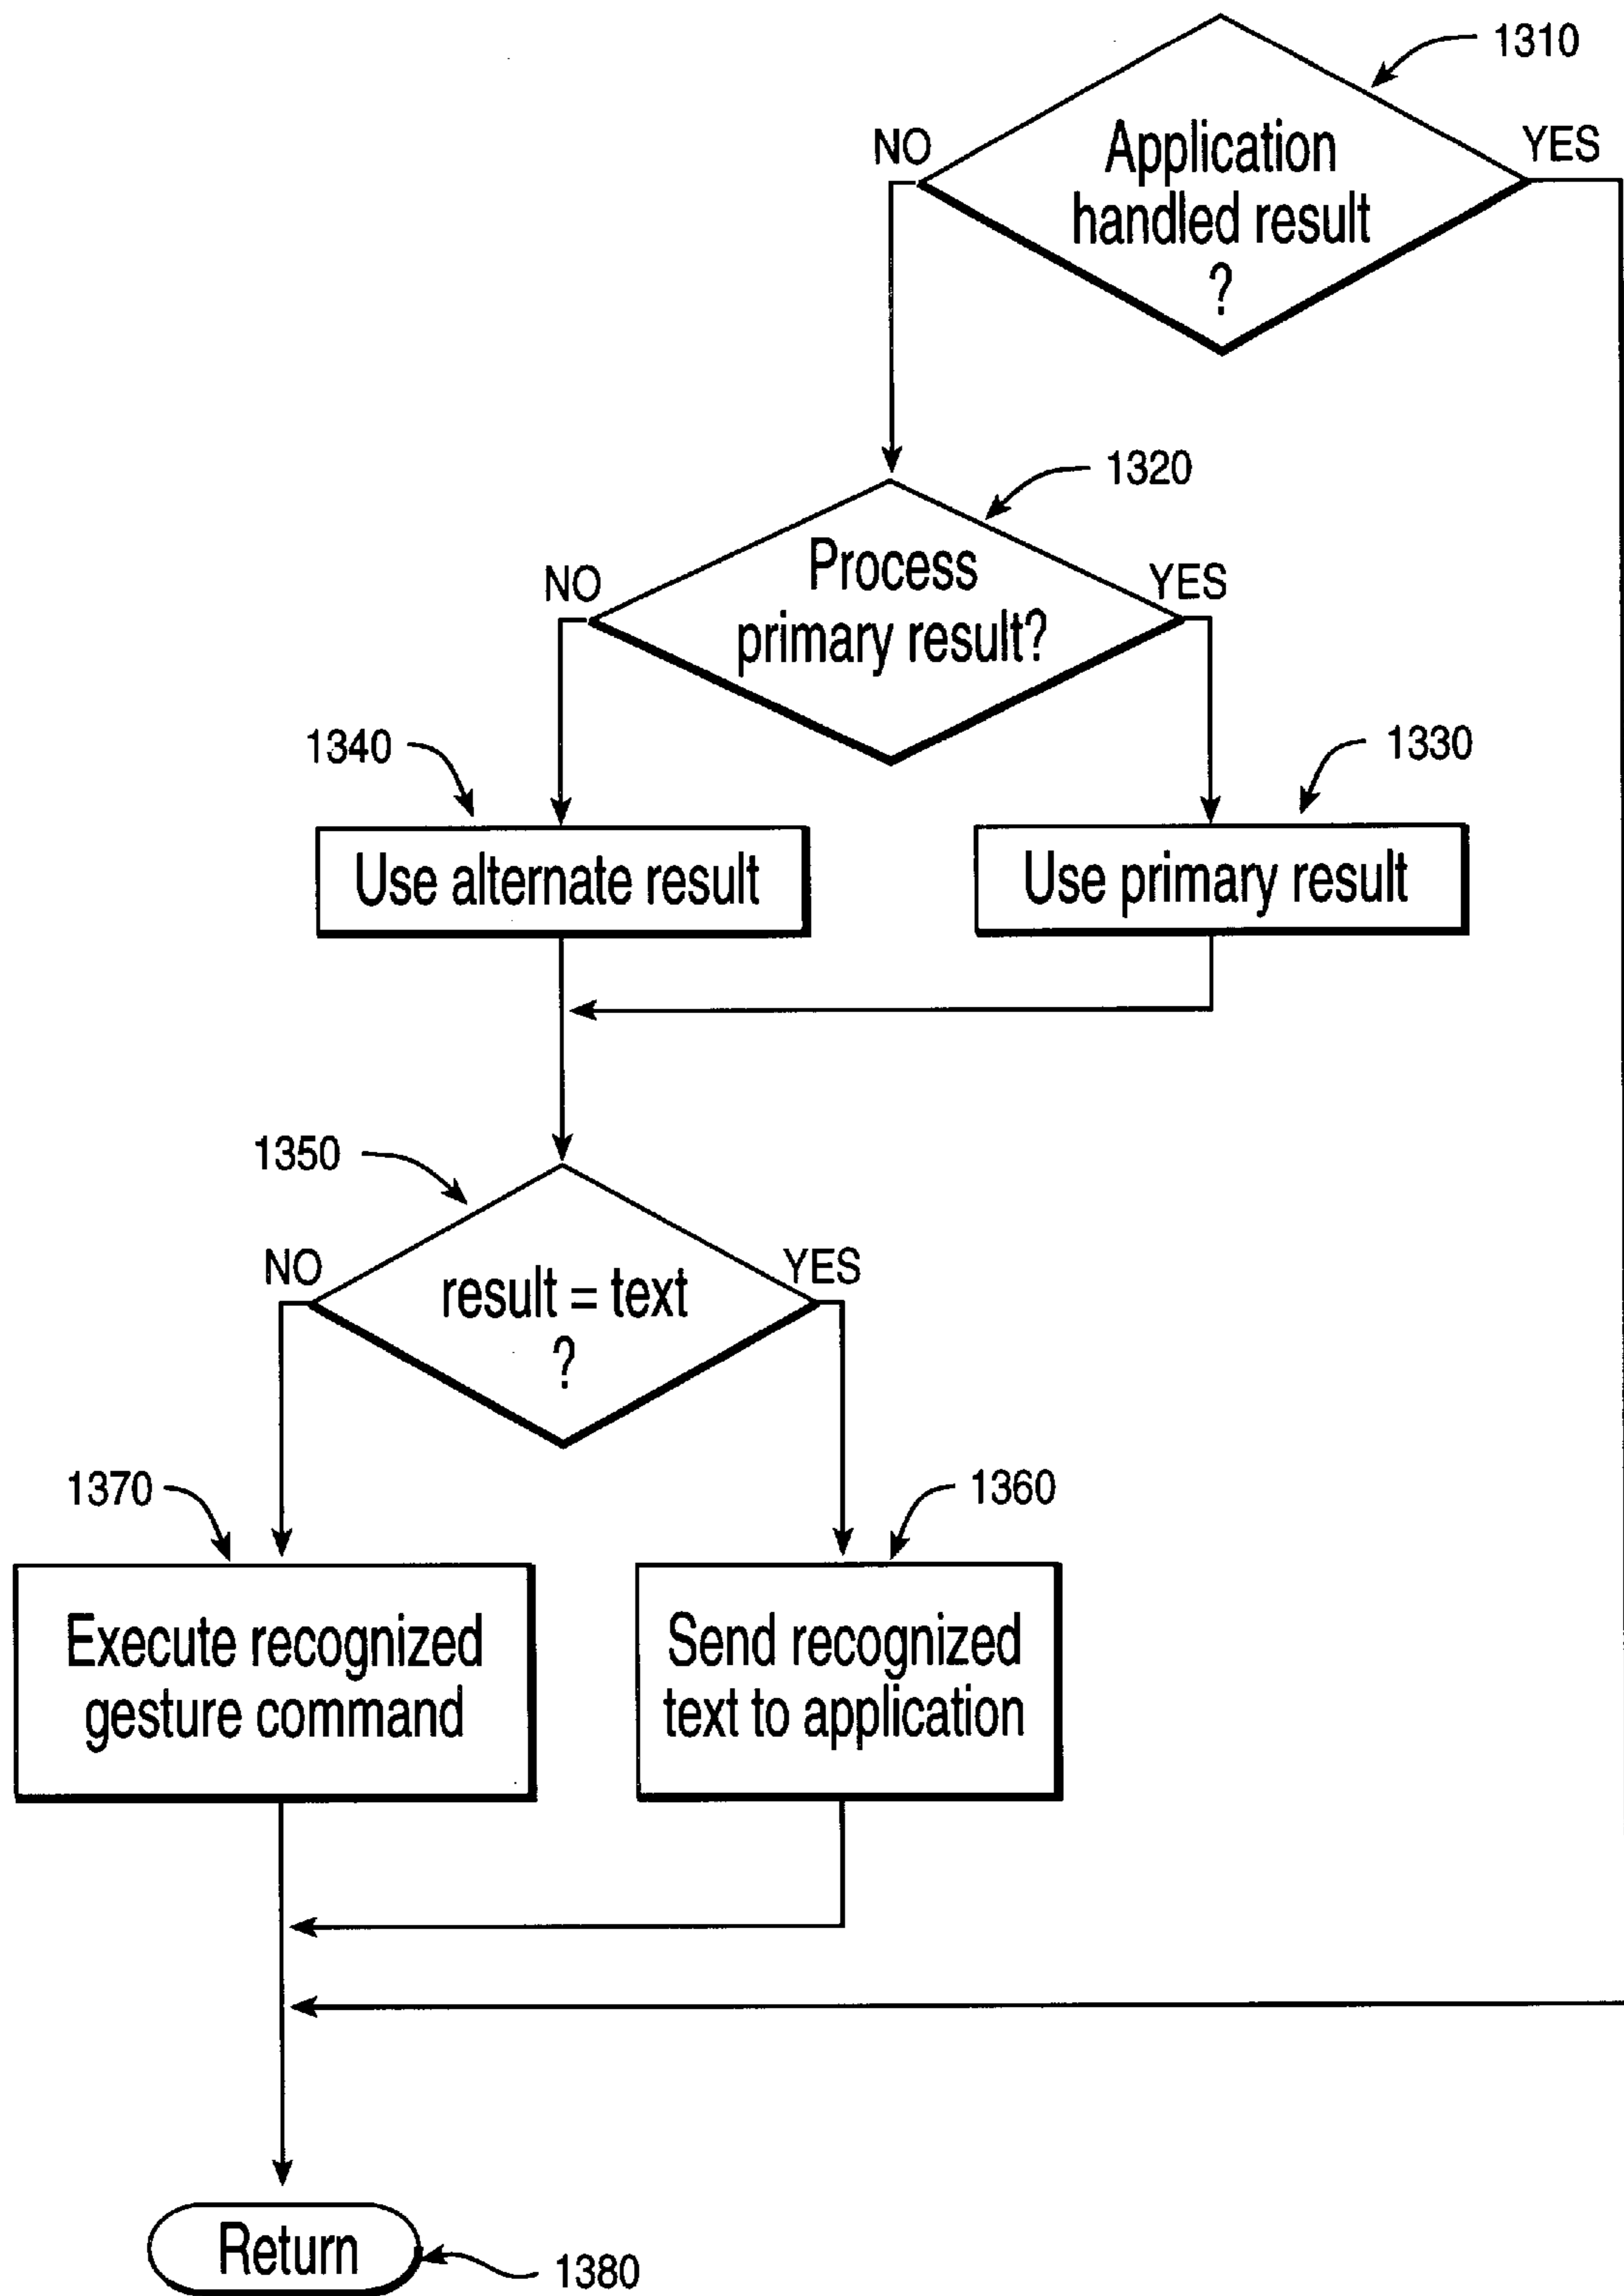 1310
NO
YES
Application
handled result
?
1320
NO
YES
Process
primary result?
1340
1330
Use alternate result
Use primary result
1350
NO
YES
result = text
?
1370
1360
Execute recognized
gesture command
Send recognized
text to application
Return
1380